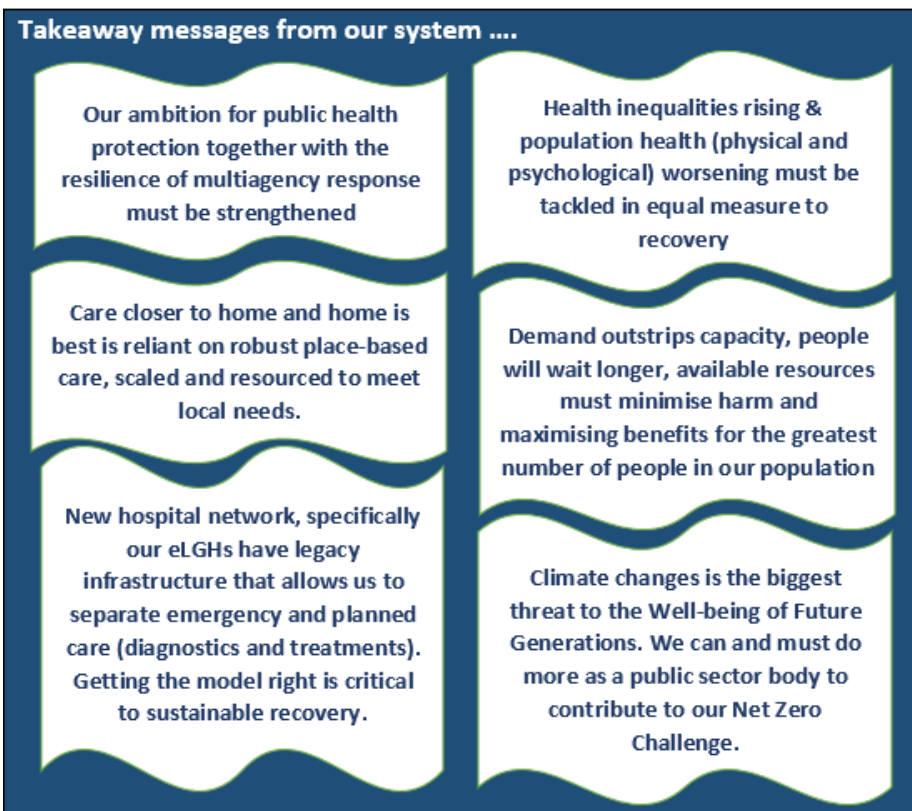 Takeaway messages from our system ....
Our ambition for public health
protection together with the
resilience of multiagency response
must be strengthened
Care closer to home and home is
best is reliant on robust place-based
care, scaled and resourced to meet
local needs.
New hospital network, specifically
our eLGHs have legacy
infrastructure that allows us to
separate emergency and planned
care (diagnostics and treatments).
Getting the model right is critical
to sustainable recovery.
Health inequalities rising &
population health (physical and
psychological) worsening must be
tackled in equal measure to
recovery
Demand outstrips capacity, people
will wait longer, available resources
must minimise harm and
maximising benefits for the greatest
number of people in our population
Climate changes is the biggest
threat to the Well-being of Future
Generations. We can and must do
more as a public sector body to
contribute to our Net Zero
Challenge.